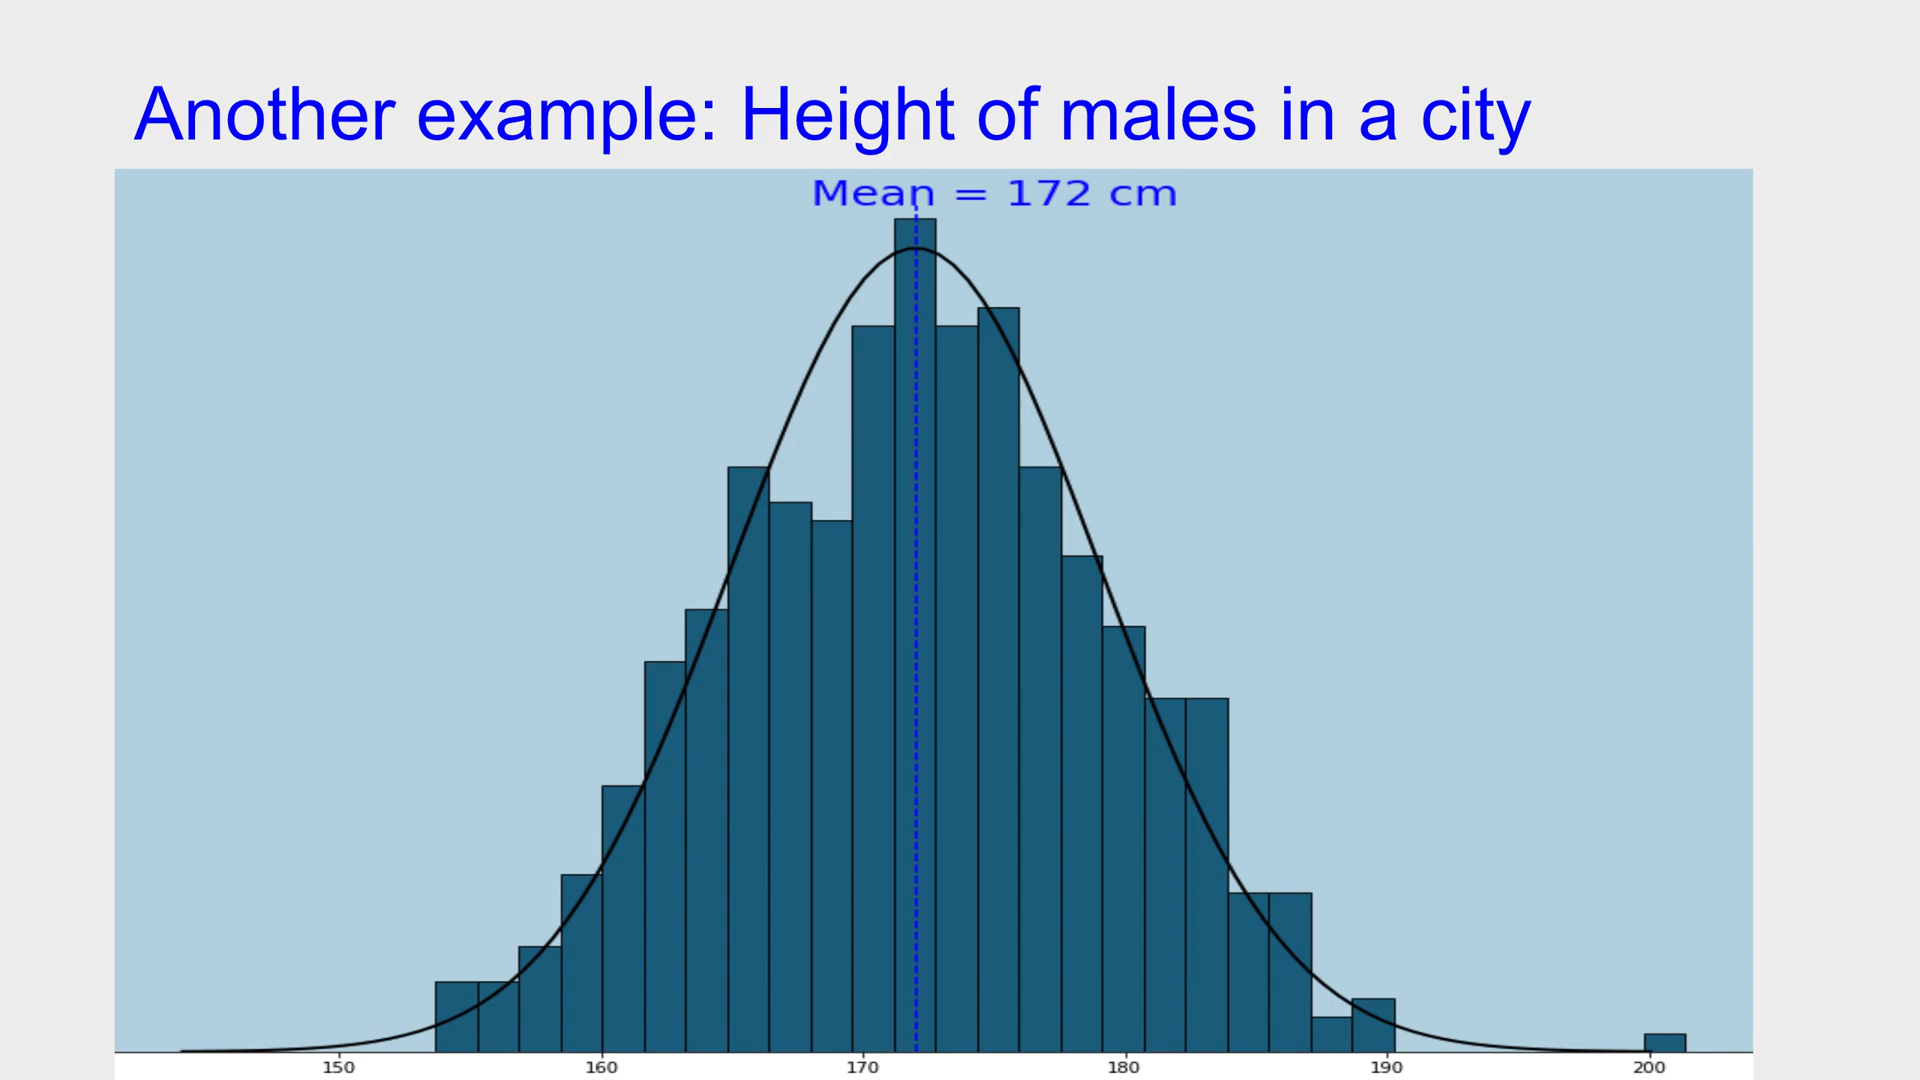 Another example: Height of males in a city
Mean = 172 cm
150 160 170 180 190 200